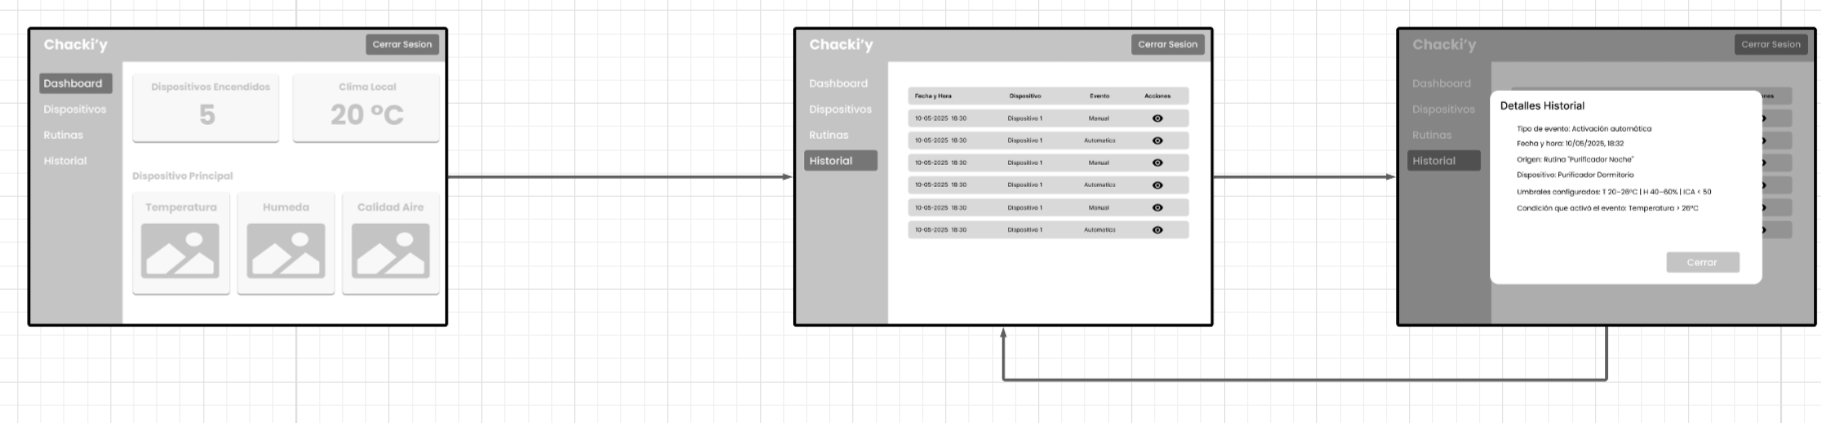 Chacki'y
Cerrar Sesion
Dashboard
Dispositivos
Rutinas
Historial
Dispositivos Encendidos
5
Clima Local
20 °C
Dispositivo Principal
Temperatura
Humeda
Calidad Aire
Chacki'y
Cerrar Sesion
Dashboard
Dispositivos
Rutinas
Historial
Fecha y Hora Dispositivo Evento Acciones
10-05-2025 18:30 Dispositivo 1 Manual
10-05-2025 18:30 Dispositivo 1 Automatica
10-05-2025 18:30 Dispositivo 1 Manual
10-05-2025 18:30 Dispositivo 1 Automatica
10-05-2025 18:30 Dispositivo 1 Manual
10-05-2025 18:30 Dispositivo 1 Automatica
Chacki'y
Cerrar Sesion
Dashboard
Dispositivos
Rutinas
Historial
Detalles Historial
Tipo de evento: Activación automática
Fecha y hora: 10/05/2025, 18:32
Origen: Rutina "Purificador Noche"
Dispositivo: Purificador Dormitorio
Umbrales configurados: T 20–26°C | H 40–60% | ICA < 50
Condición que activó el evento: Temperatura > 26°C
Cerrar